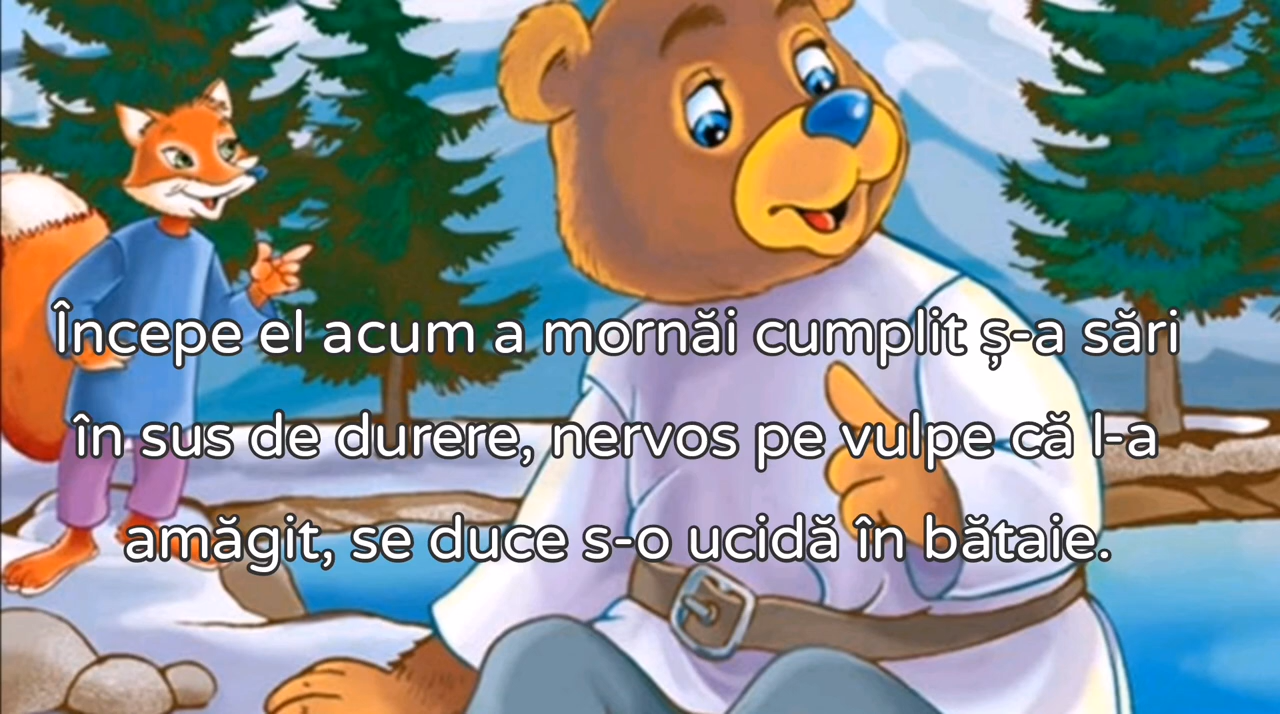 Începe el acum a mornăi cumplit ș-a sări
în sus de durere, nervos pe vulpe că l-a
amăgit, se duce s-o ucidă în bătaie.